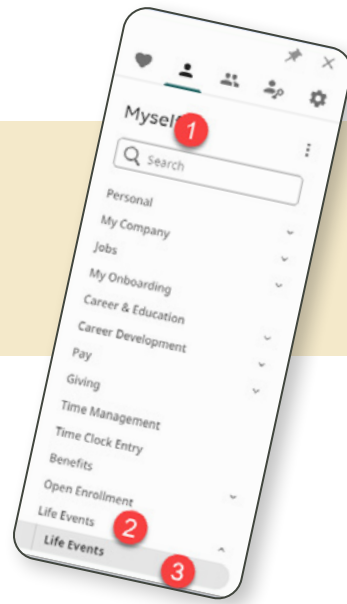 Myself
1
Search
Personal
My Company
Jobs
My Onboarding
Career & Education
Career Development
Pay
Giving
Time Management
Time Clock Entry
Benefits
Open Enrollment
Life Events
2
Life Events
3